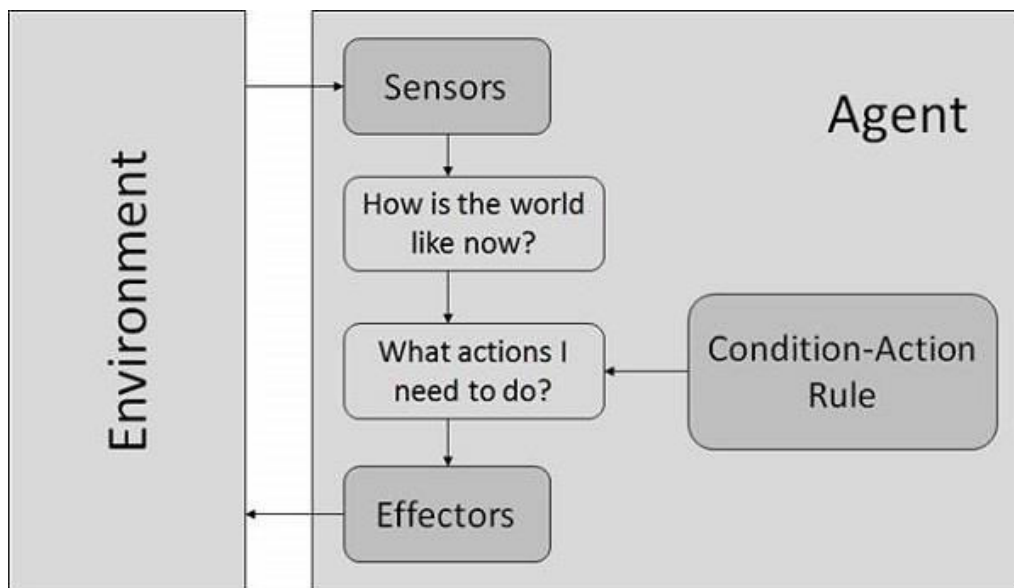 Environment
Agent
Sensors
How is the world
like now?
What actions I
need to do?
Condition-Action
Rule
Effectors